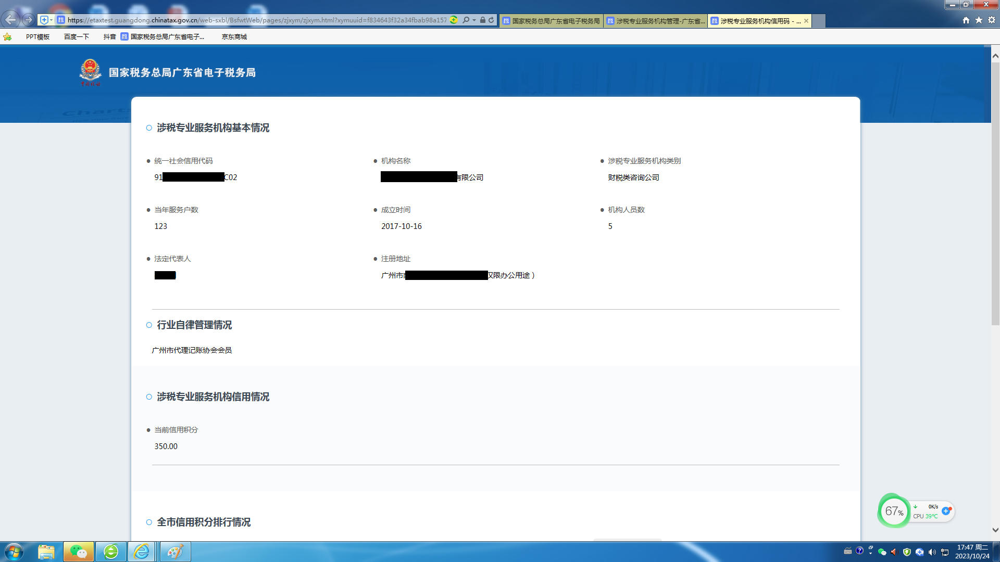 https://etaxtest.guangdong.chinatax.gov.cn/web-sxbl/BsfwtWeb/pages/zjxym/zjxym.html?xymuuid=f834643f32a34fbab98a157
税 国家税务总局广东省电子税务局
税 涉税专业服务机构管理-广东省...
税 涉税专业服务机构信用码 - ...
PPT模板
百度一下
抖音
税 国家税务总局广东省电子...
京东商城
国家税务总局广东省电子税务局
涉税专业服务机构基本情况
统一社会信用代码
机构名称
涉税专业服务机构类别
91 C02
有限公司
财税类咨询公司
当年服务户数
成立时间
机构人员数
123
2017-10-16
5
法定代表人
注册地址
广州市 仅限办公用途）
行业自律管理情况
广州市代理记账协会会员
涉税专业服务机构信用情况
当前信用积分
350.00
全市信用积分排行情况
67%
0K/s
CPU 39℃
17:47 周二
2023/10/24